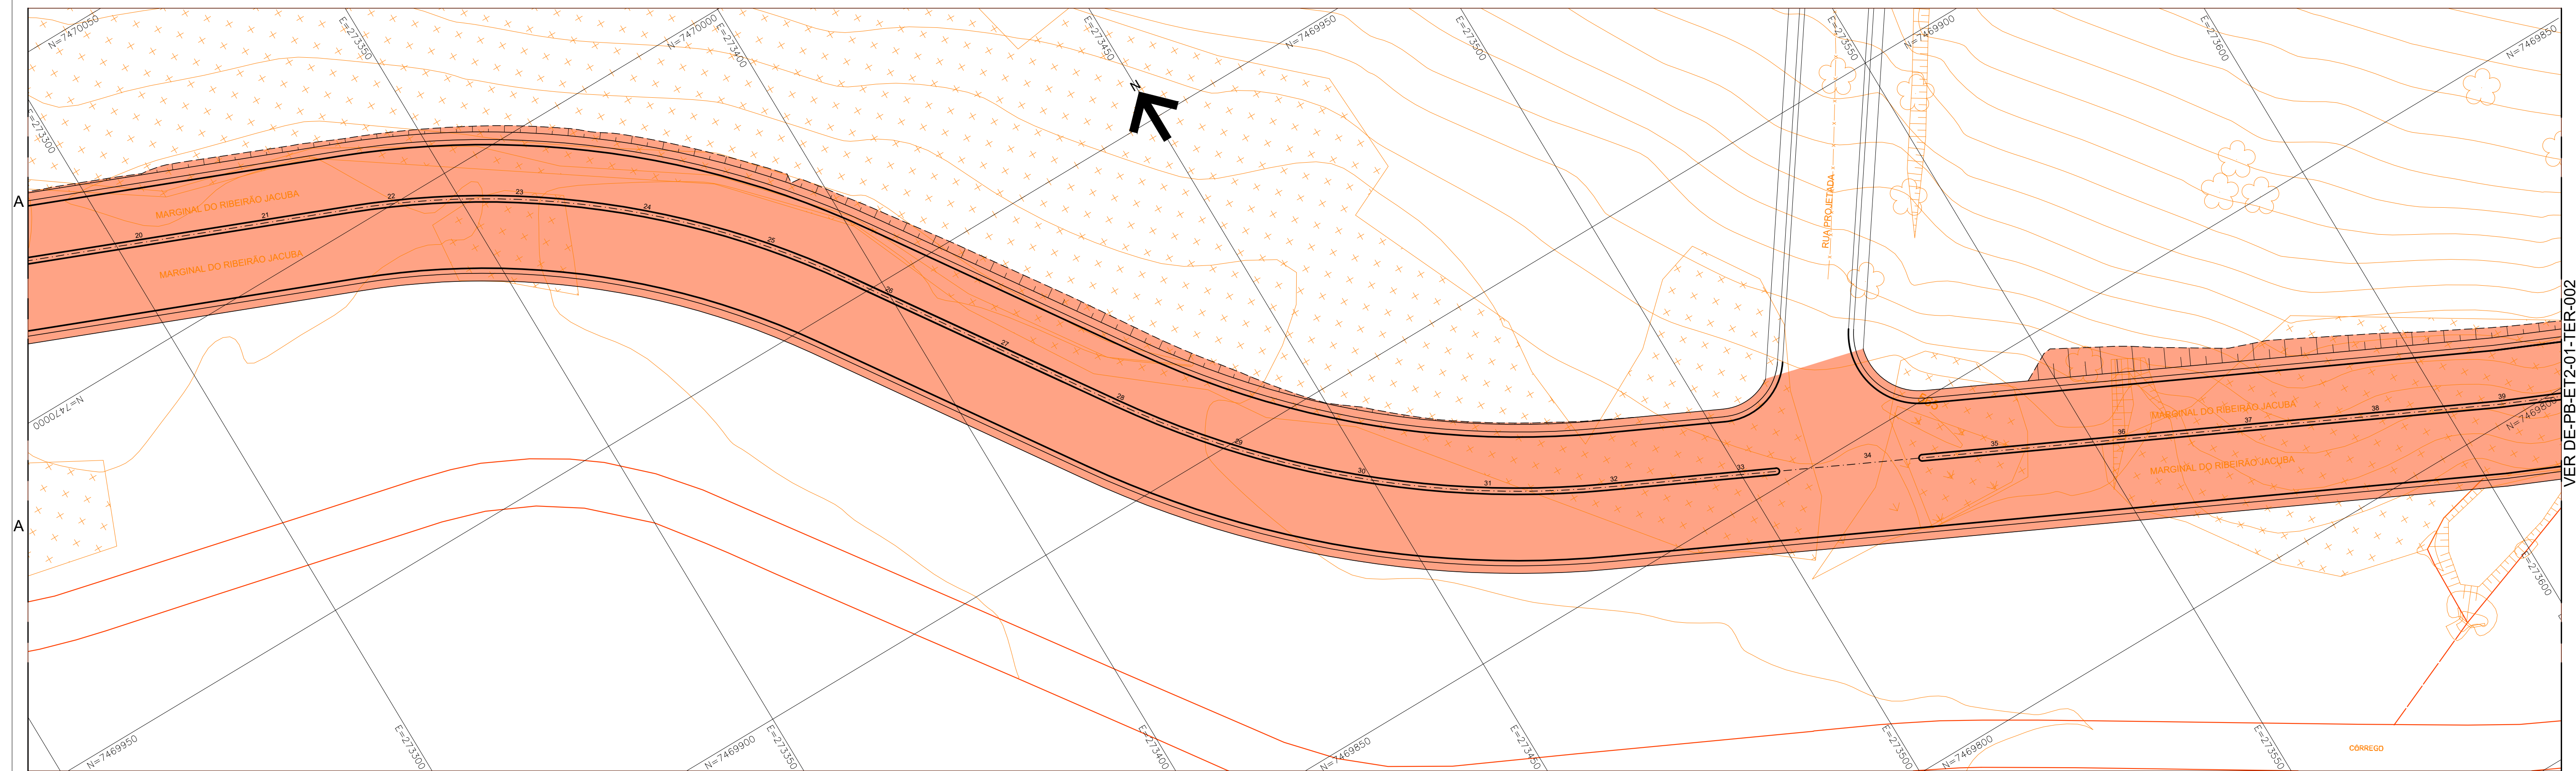 N=7470050
E=273350
N=7470000
E=273400
E=273450
N=7469950
E=273500
E=273550
N=7469900
E=273600
N=7469850
E=273300
N
A
MARGINAL DO RIBEIRÃO JACUBA
MARGINAL DO RIBEIRÃO JACUBA
20
21
22
23
24
25
26
27
28
29
30
31
32
33
34
35
36
37
38
39
RUA PROJETADA
MARGINAL DO RIBEIRÃO JACUBA
MARGINAL DO RIBEIRÃO JACUBA
N=7469800
VER DE-PB-ET2-01-TER-002
N=7470000
A
E=273600
CÓRREGO
N=7469950
E=273300
N=7469900
E=273350
E=273400
N=7469850
E=273450
E=273500
N=7469800
E=273550